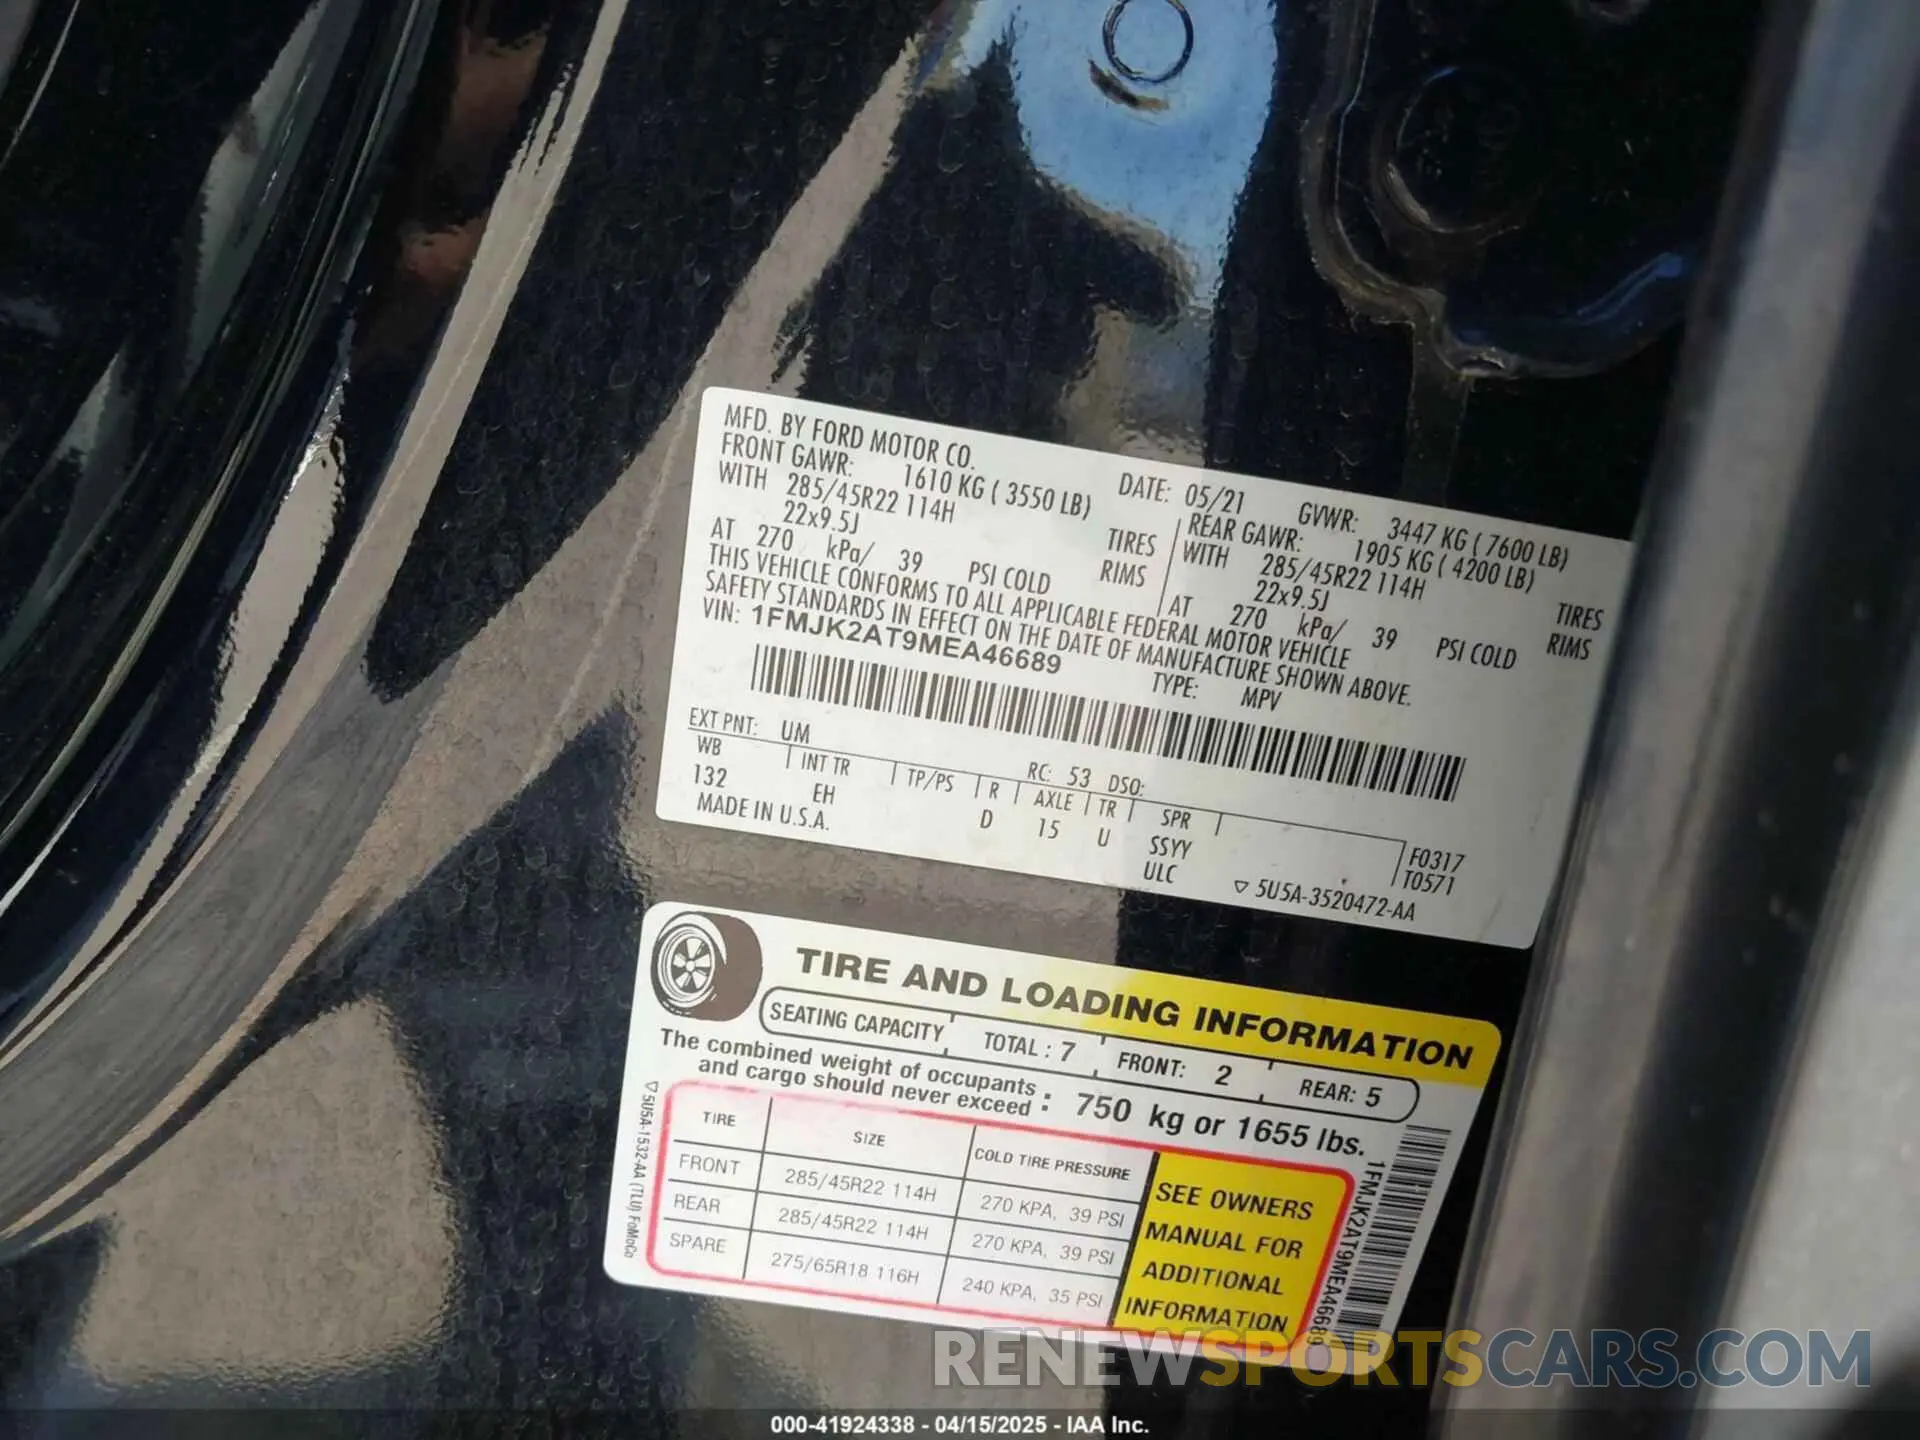 MFD. BY FORD MOTOR CO.
DATE: 05/21 GVWR: 3447 KG ( 7600 LB)
FRONT GAWR: 1610 KG ( 3550 LB) REAR GAWR: 1905 KG ( 4200 LB)
WITH 285/45R22 114H TIRES WITH 285/45R22 114H TIRES
22x9.5J RIMS 22x9.5J RIMS
AT 270 kPa/ 39 PSI COLD AT 270 kPa/ 39 PSI COLD
THIS VEHICLE CONFORMS TO ALL APPLICABLE FEDERAL MOTOR VEHICLE
SAFETY STANDARDS IN EFFECT ON THE DATE OF MANUFACTURE SHOWN ABOVE.
VIN: 1FMJK2AT9MEA46689
TYPE: MPV
EXT PNT: UM RC: 53 DSO:
WB INT TR TP/PS R AXLE TR SPR
132 EH D 15 U SSYY
ULC
F0317
T0571
MADE IN U.S.A.
▽ 5U5A-3520472-AA
TIRE AND LOADING INFORMATION
SEATING CAPACITY TOTAL : 7 FRONT: 2 REAR: 5
The combined weight of occupants
and cargo should never exceed : 750 kg or 1655 lbs.
TIRE SIZE COLD TIRE PRESSURE
FRONT 285/45R22 114H 270 KPA, 39 PSI
REAR 285/45R22 114H 270 KPA, 39 PSI
SPARE 275/65R18 116H 240 KPA, 35 PSI
SEE OWNERS
MANUAL FOR
ADDITIONAL
INFORMATION
▽5U5A-1532-AA (TLU) FoMoCo
1FMJK2AT9MEA46689
RENEWSPORTSCARS.COM
000-41924338 - 04/15/2025 - IAA Inc.